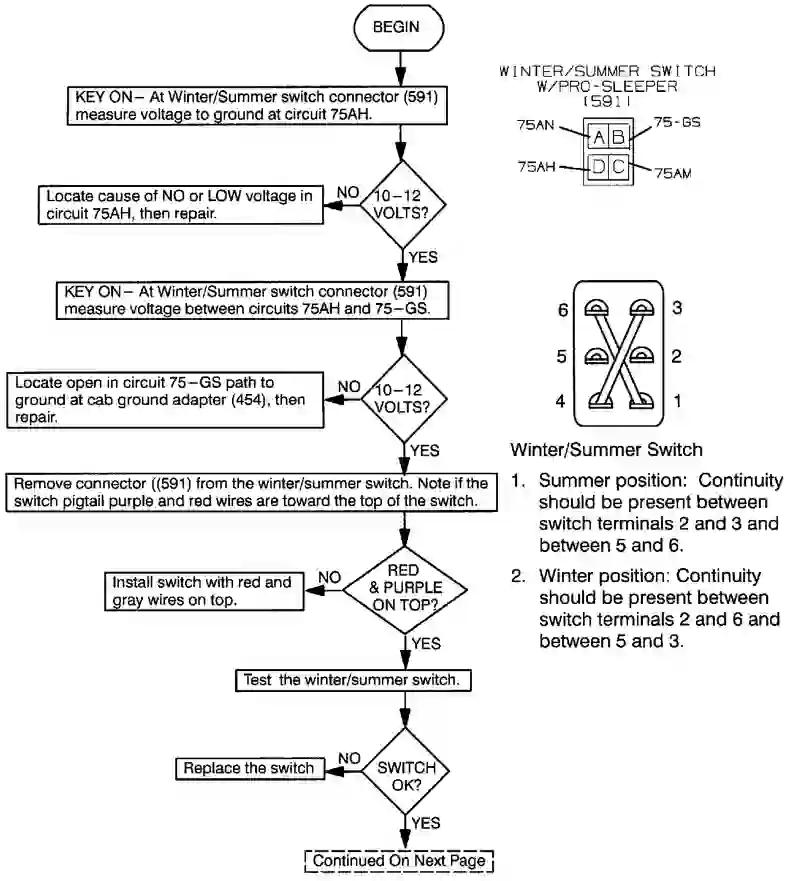 BEGIN
KEY ON– At Winter/Summer switch connector (591)
measure voltage to ground at circuit 75AH.
10–12
VOLTS?
NO
Locate cause of NO or LOW voltage in
circuit 75AH, then repair.
YES
KEY ON– At Winter/Summer switch connector (591)
measure voltage between circuits 75AH and 75–GS.
10–12
VOLTS?
NO
Locate open in circuit 75–GS path to
ground at cab ground adapter (454), then
repair.
YES
Remove connector ((591) from the winter/summer switch. Note if the
switch pigtail purple and red wires are toward the top of the switch.
RED
& PURPLE
ON TOP?
NO
Install switch with red and
gray wires on top.
YES
Test the winter/summer switch.
SWITCH
OK?
NO
Replace the switch
YES
Continued On Next Page
WINTER/SUMMER SWITCH
W/PRO-SLEEPER
(591)
75AN A B 75-GS
75AH D C 75AM
6 3
5 2
4 1
Winter/Summer Switch
1. Summer position: Continuity
should be present between
switch terminals 2 and 3 and
between 5 and 6.
2. Winter position: Continuity
should be present between
switch terminals 2 and 6 and
between 5 and 3.